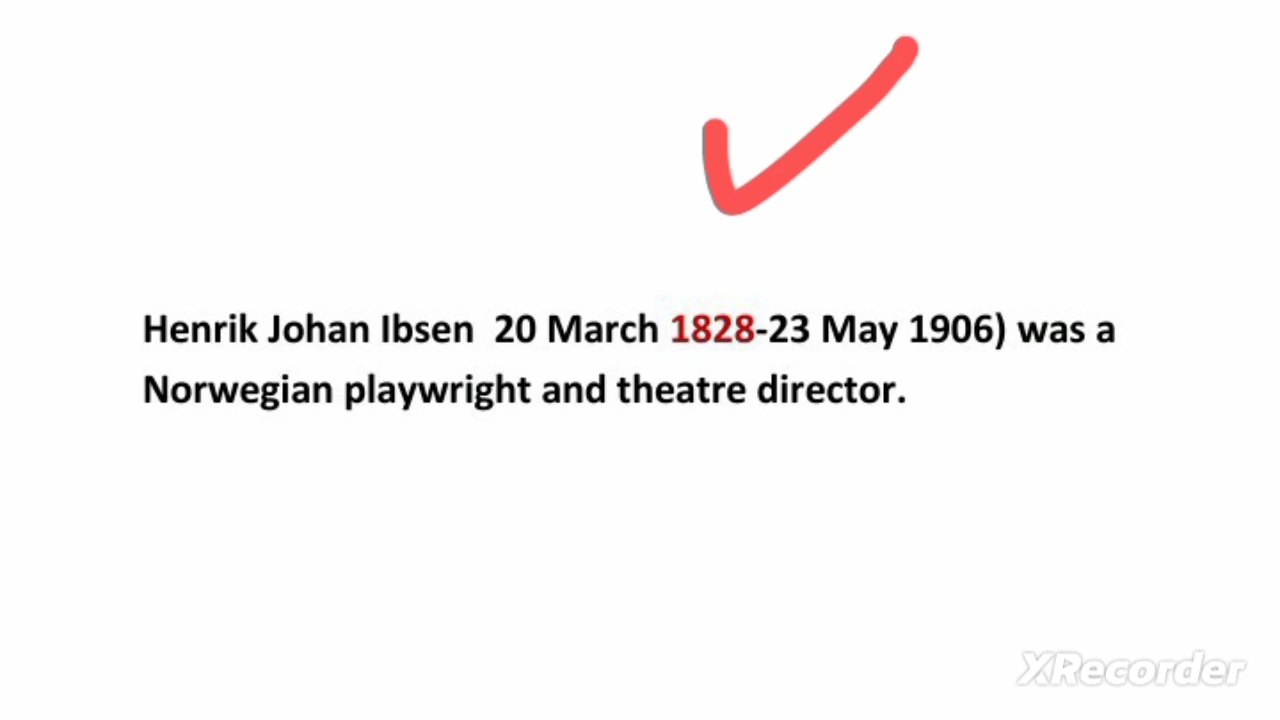 Henrik Johan Ibsen  20 March 1828-23 May 1906) was a
Norwegian playwright and theatre director.
XRecorder